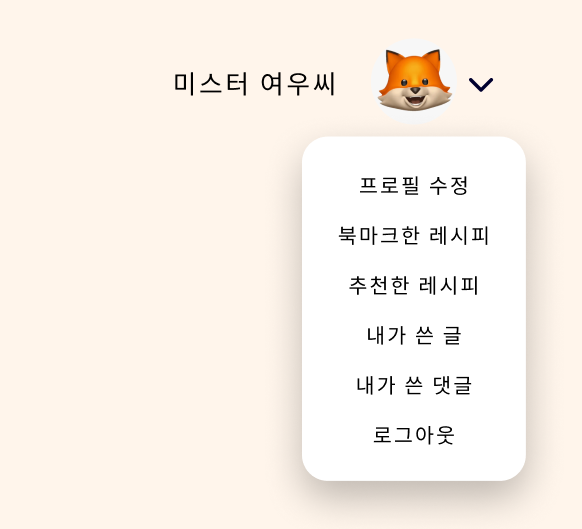 미스터 여우씨
프로필 수정
북마크한 레시피
추천한 레시피
내가 쓴 글
내가 쓴 댓글
로그아웃